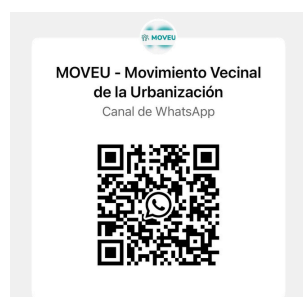 MOVEU
MOVEU - Movimiento Vecinal
de la Urbanización
Canal de WhatsApp